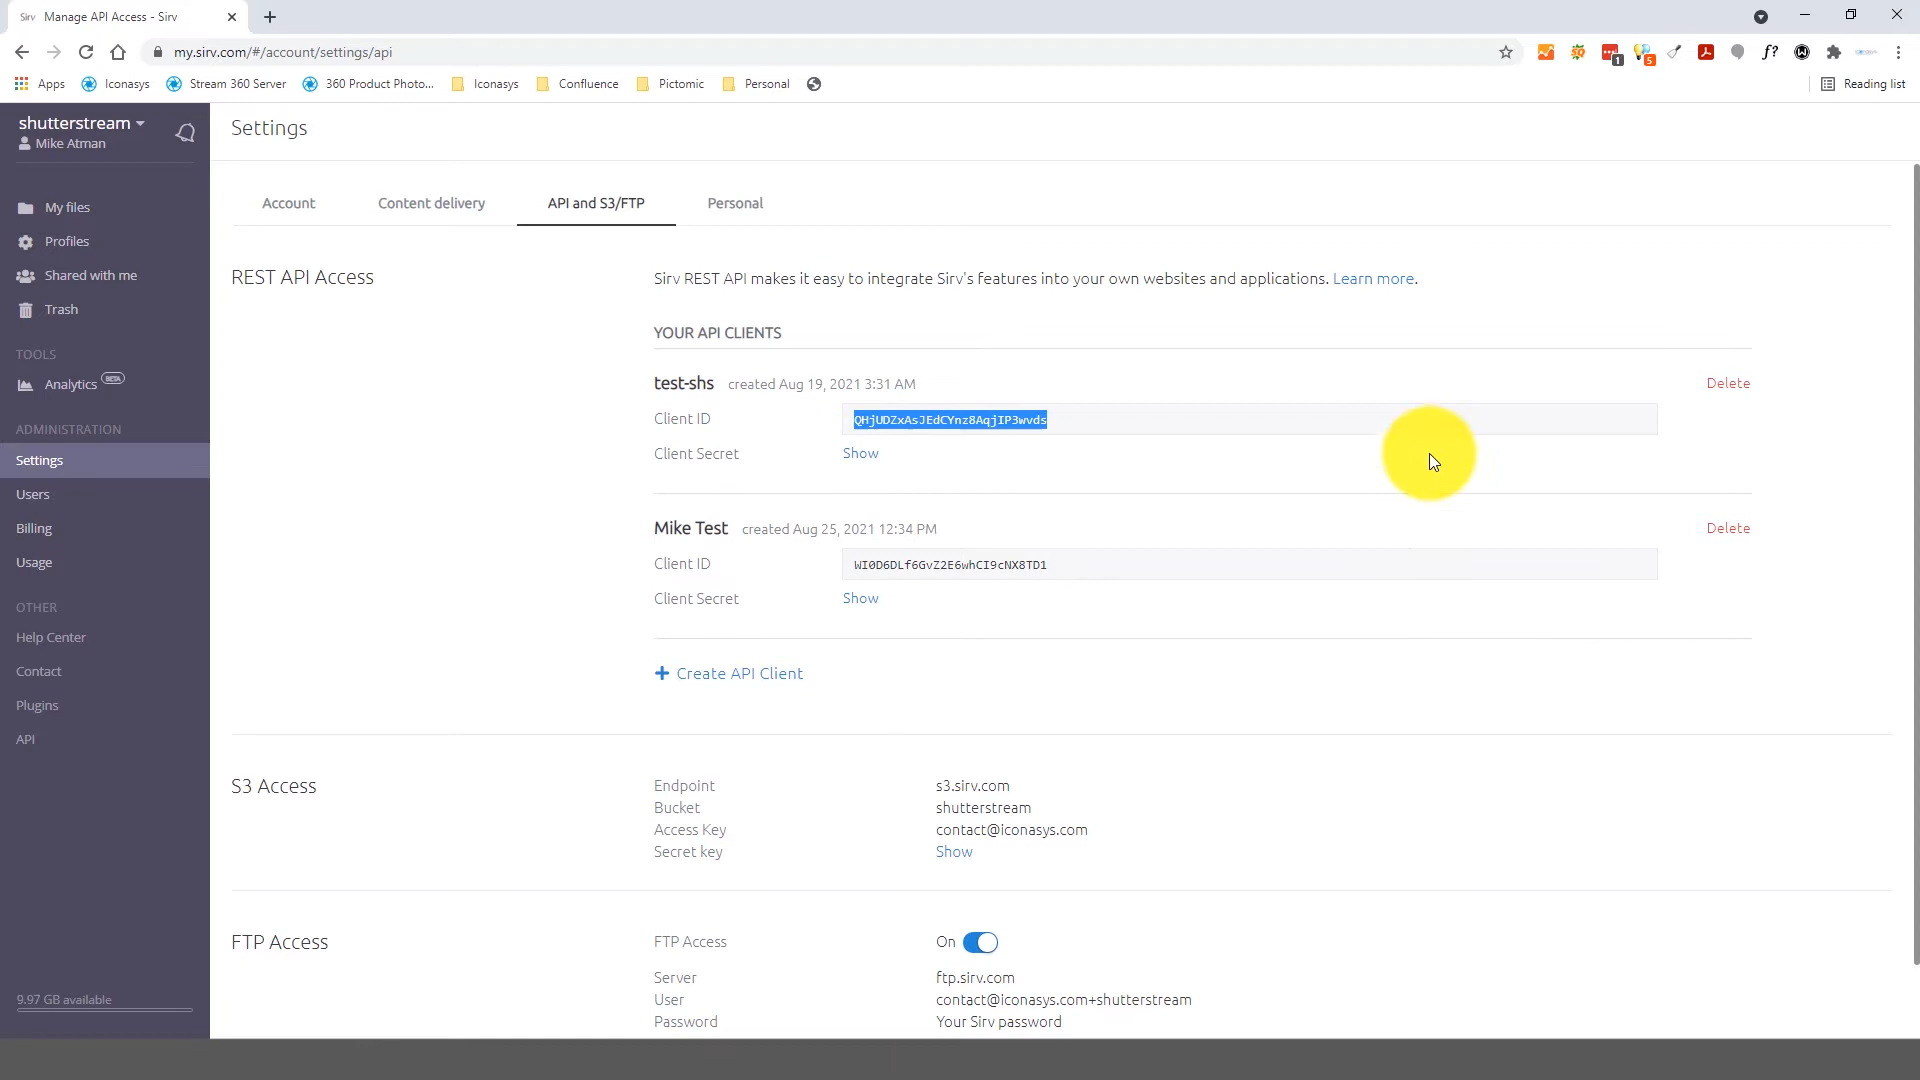 Sirv Manage API Access - Sirv
my.sirv.com/#/account/settings/api
1
5
f?
Apps Iconasys Stream 360 Server 360 Product Photo... Iconasys Confluence Pictomic Personal Reading list
shutterstream
Mike Atman
My files
Profiles
Shared with me
Trash
TOOLS
Analytics BETA
ADMINISTRATION
Settings
Users
Billing
Usage
OTHER
Help Center
Contact
Plugins
API
9.97 GB available
Settings
Account Content delivery API and S3/FTP Personal
REST API Access
Sirv REST API makes it easy to integrate Sirv's features into your own websites and applications. Learn more.
YOUR API CLIENTS
test-shs created Aug 19, 2021 3:31 AM Delete
Client ID QHjUDZxAsJEdCYnz8AqjIP3wvds
Client Secret Show
Mike Test created Aug 25, 2021 12:34 PM Delete
Client ID WI0D6DLf6GvZ2E6whCI9cNX8TD1
Client Secret Show
+ Create API Client
S3 Access
Endpoint s3.sirv.com
Bucket shutterstream
Access Key contact@iconasys.com
Secret key Show
FTP Access
FTP Access On
Server ftp.sirv.com
User contact@iconasys.com+shutterstream
Password Your Sirv password